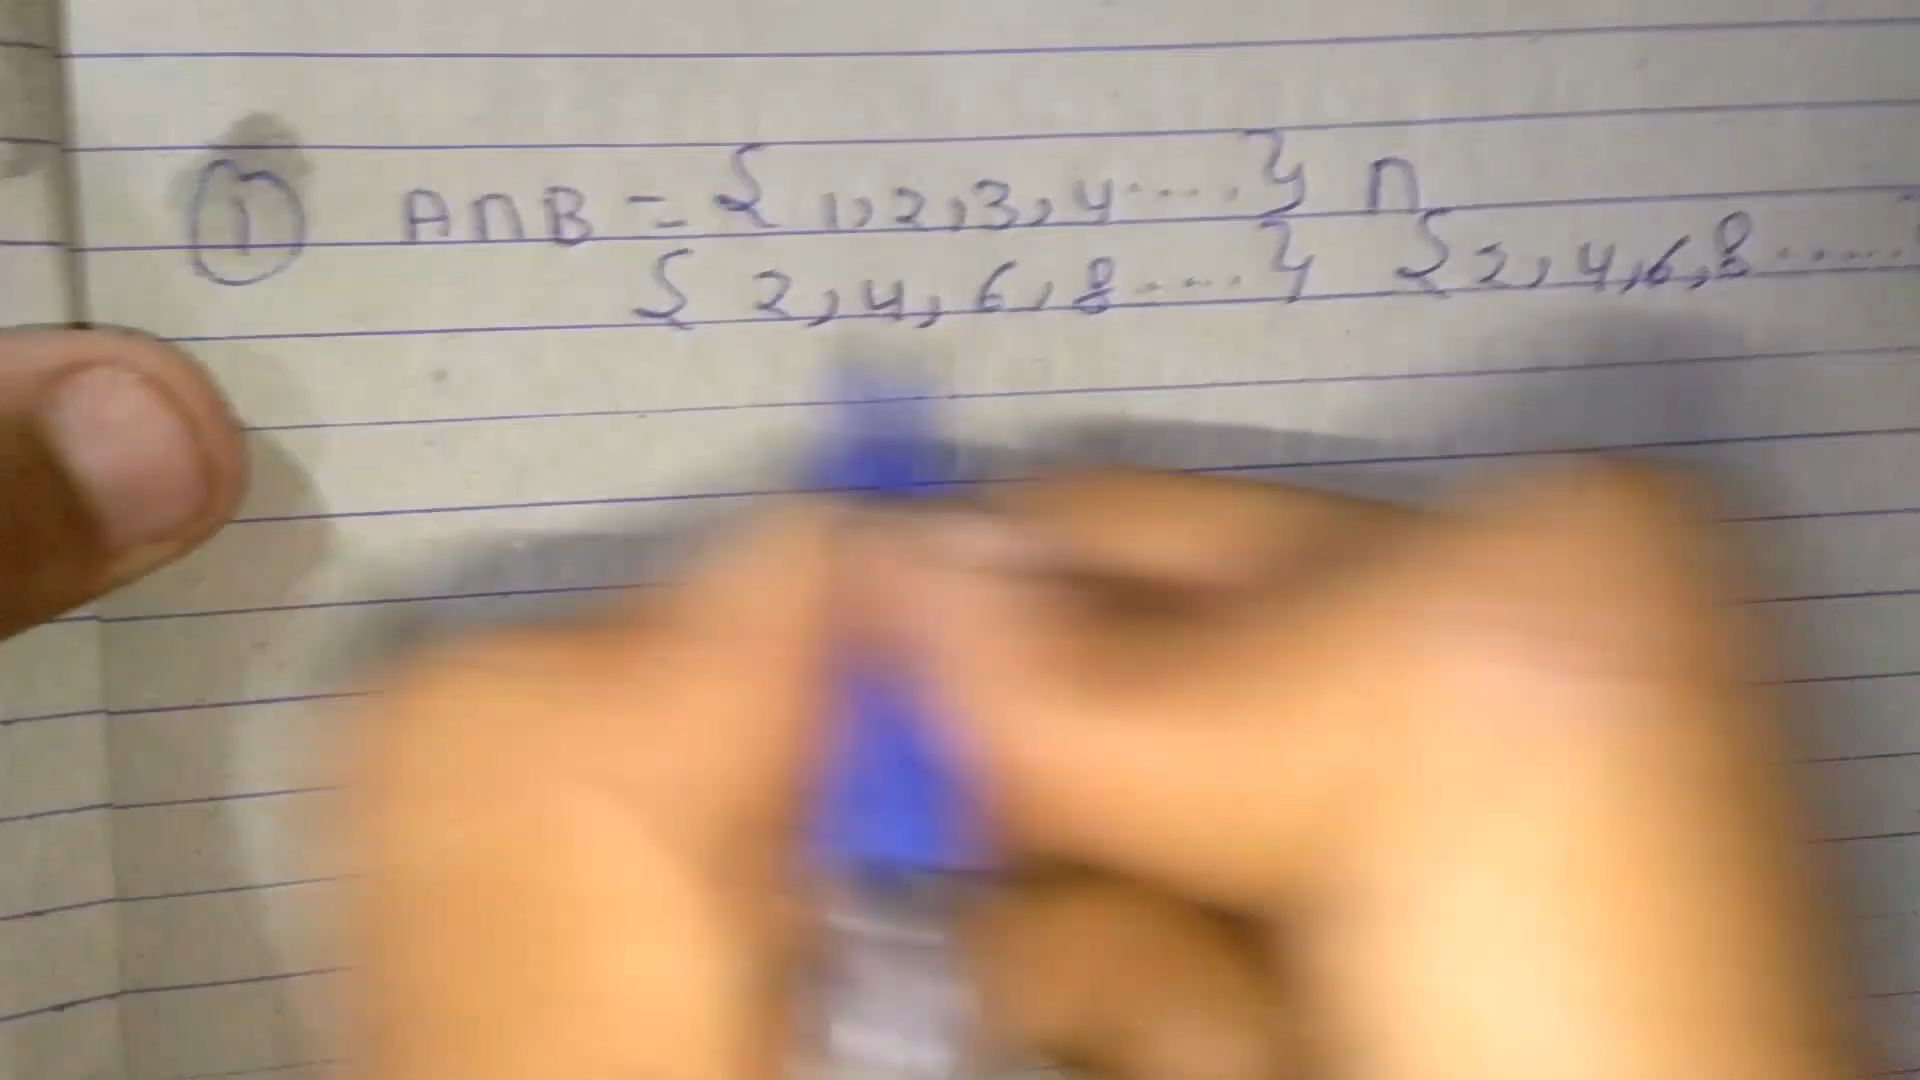 ① A∩B = { 1,2,3,4....} ∩
{2,4,6,8.....
{ 2,4,6,8....}